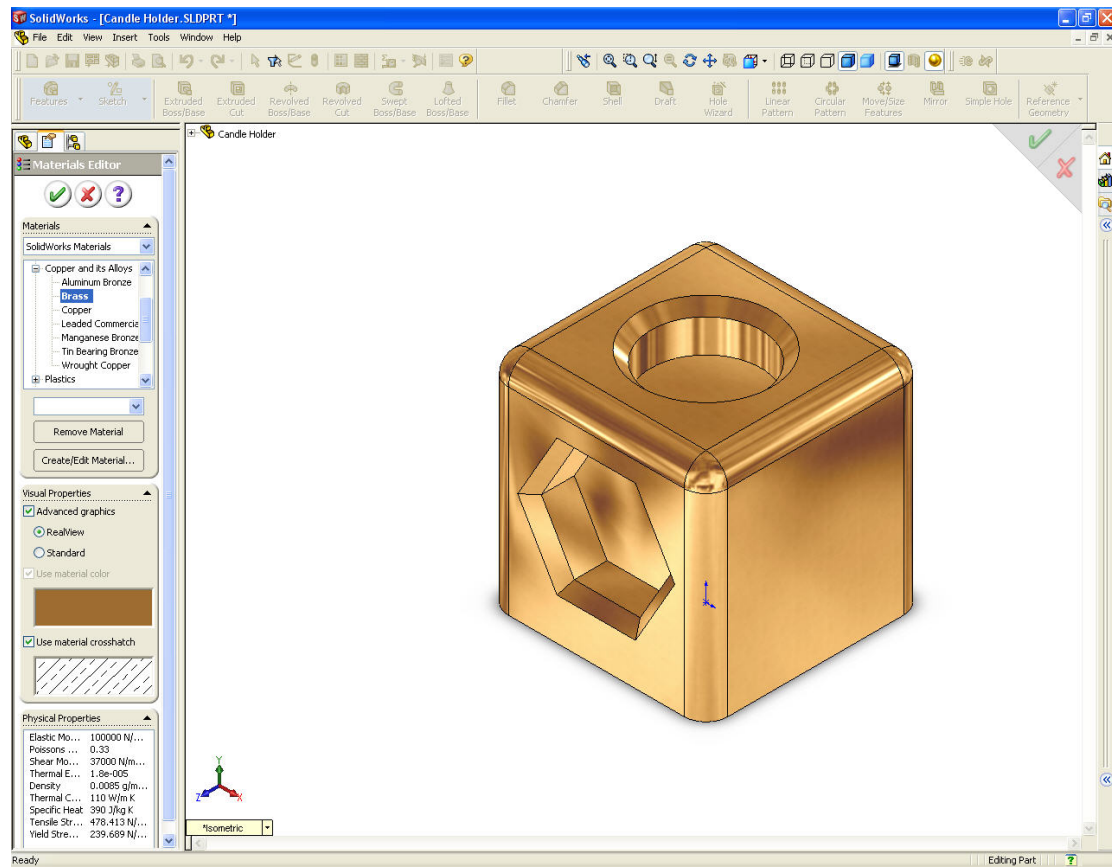 SolidWorks - [Candle Holder.SLDPRT *]
File Edit View Insert Tools Window Help
Features Sketch Extruded Boss/Base Extruded Cut Revolved Boss/Base Revolved Cut Swept Boss/Base Lofted Boss/Base Fillet Chamfer Shell Draft Hole Wizard Linear Pattern Circular Pattern Move/Size Features Mirror Simple Hole Reference Geometry
Candle Holder
Materials Editor
Materials
SolidWorks Materials
Copper and its Alloys
Aluminum Bronze
Brass
Copper
Leaded Commercia
Manganese Bronze
Tin Bearing Bronze
Wrought Copper
Plastics
Remove Material
Create/Edit Material...
Visual Properties
Advanced graphics
RealView
Standard
Use material color
Use material crosshatch
Physical Properties
Elastic Mo... 100000 N/...
Poissons ... 0.33
Shear Mo... 37000 N/m...
Thermal E... 1.8e-005
Density 0.0085 g/m...
Thermal C... 110 W/m K
Specific Heat 390 J/kg K
Tensile Str... 478.413 N/...
Yield Stre... 239.689 N/...
Y
Z
X
*Isometric
Ready
Editing Part